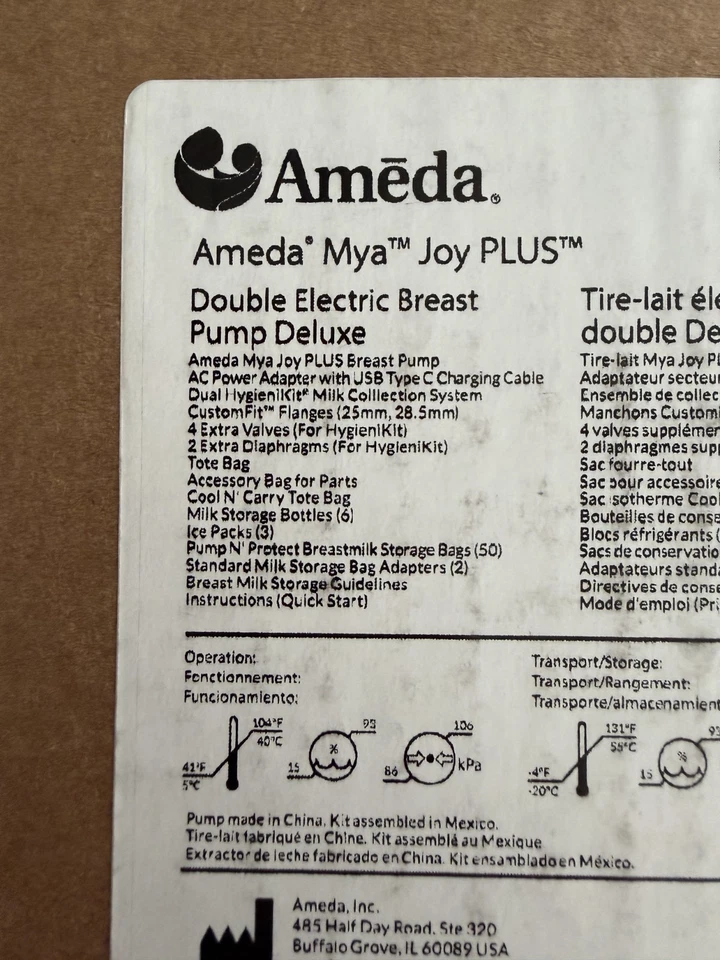 Amēda®
Ameda® Mya™ Joy PLUS™
Double Electric Breast
Pump Deluxe
Ameda Mya Joy PLUS Breast Pump
AC Power Adapter with USB Type C Charging Cable
Dual HygieniKit® Milk Colllection System
CustomFit™ Flanges (25mm, 28.5mm)
4 Extra Valves (For HygieniKit)
2 Extra Diaphragms (For HygieniKit)
Tote Bag
Accessory Bag for Parts
Cool N' Carry Tote Bag
Milk Storage Bottles (6)
Ice Packs (3)
Pump N' Protect Breastmilk Storage Bags (50)
Standard Milk Storage Bag Adapters (2)
Breast Milk Storage Guidelines
Instructions (Quick Start)
Tire-lait
double
Tire-lait Mya Joy
Adaptateur
Ensemble de
Manchons
4 valves
2 diaphragmes
Sac fourre-tout
Sac pour
Sac isotherme
Bouteilles de
Blocs réfrigérants
Sacs de
Adaptateurs
Directives de
Mode d'emploi
Operation:
Fonctionnement:
Funcionamiento:
104°F
40°C
41°F
5°C
%
15
93
106
86
kPa
Transport/Storage:
Transport/Rangement:
131°F
55°C
-4°F
-20°C
%
15
Pump made in China. Kit assembled in Mexico.
Tire-lait fabriqué en Chine. Kit assemblé au Mexique
Extractor de leche fabricado en China. Kit ensamblado en México.
Ameda, Inc.
485 Half Day Road, Ste 320
Buffalo Grove, IL 60089 USA